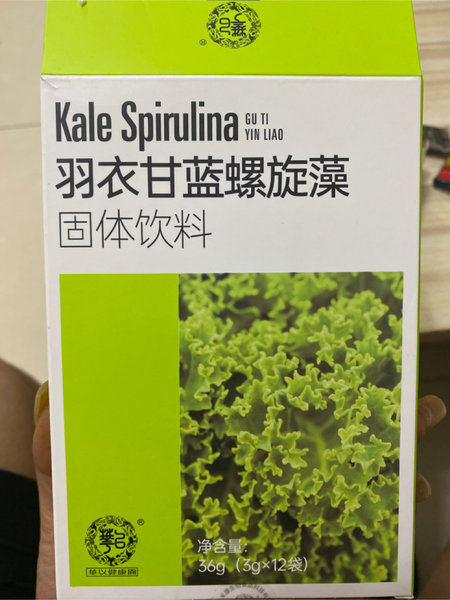 Kale Spirulina
GU TI
YIN LIAO
羽衣甘蓝螺旋藻
固体饮料
净含量:
36g（3g×12袋）